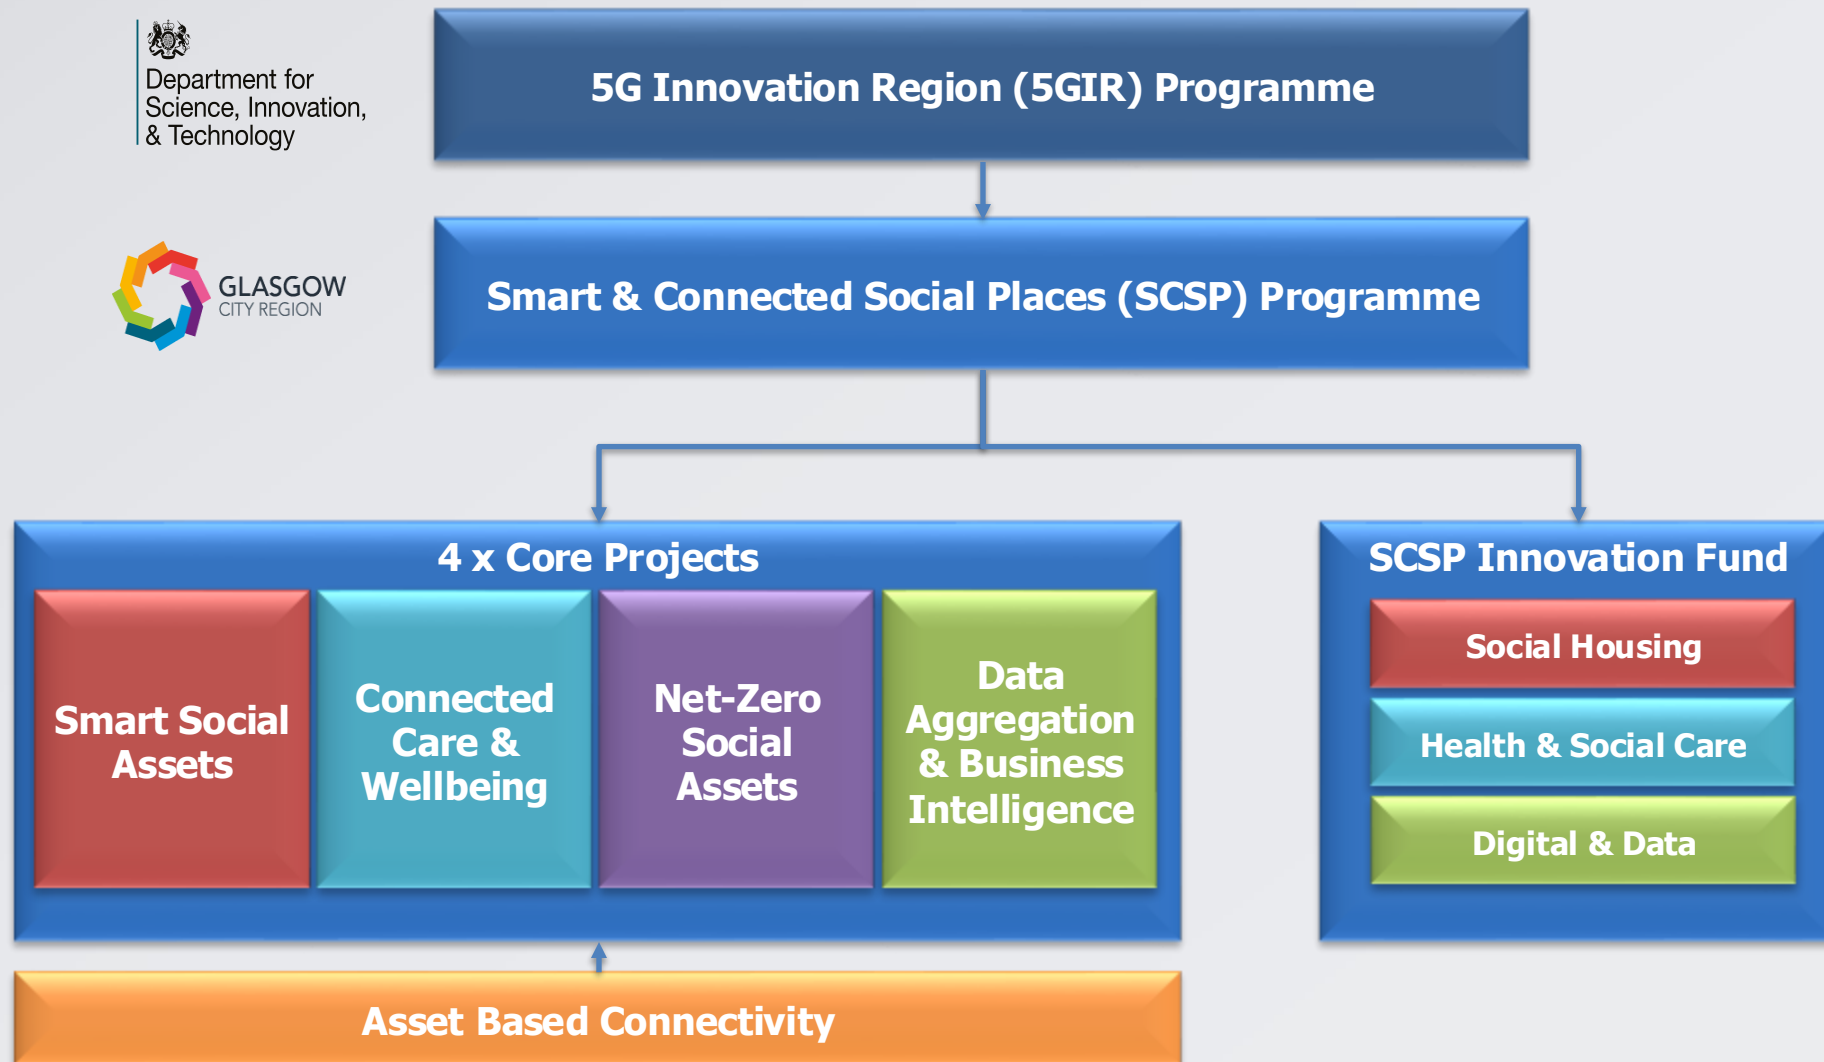 Department for
Science, Innovation,
& Technology
5G Innovation Region (5GIR) Programme
GLASGOW
CITY REGION
Smart & Connected Social Places (SCSP) Programme
4 x Core Projects
Smart Social
Assets
Connected
Care &
Wellbeing
Net-Zero
Social
Assets
Data
Aggregation
& Business
Intelligence
SCSP Innovation Fund
Social Housing
Health & Social Care
Digital & Data
Asset Based Connectivity